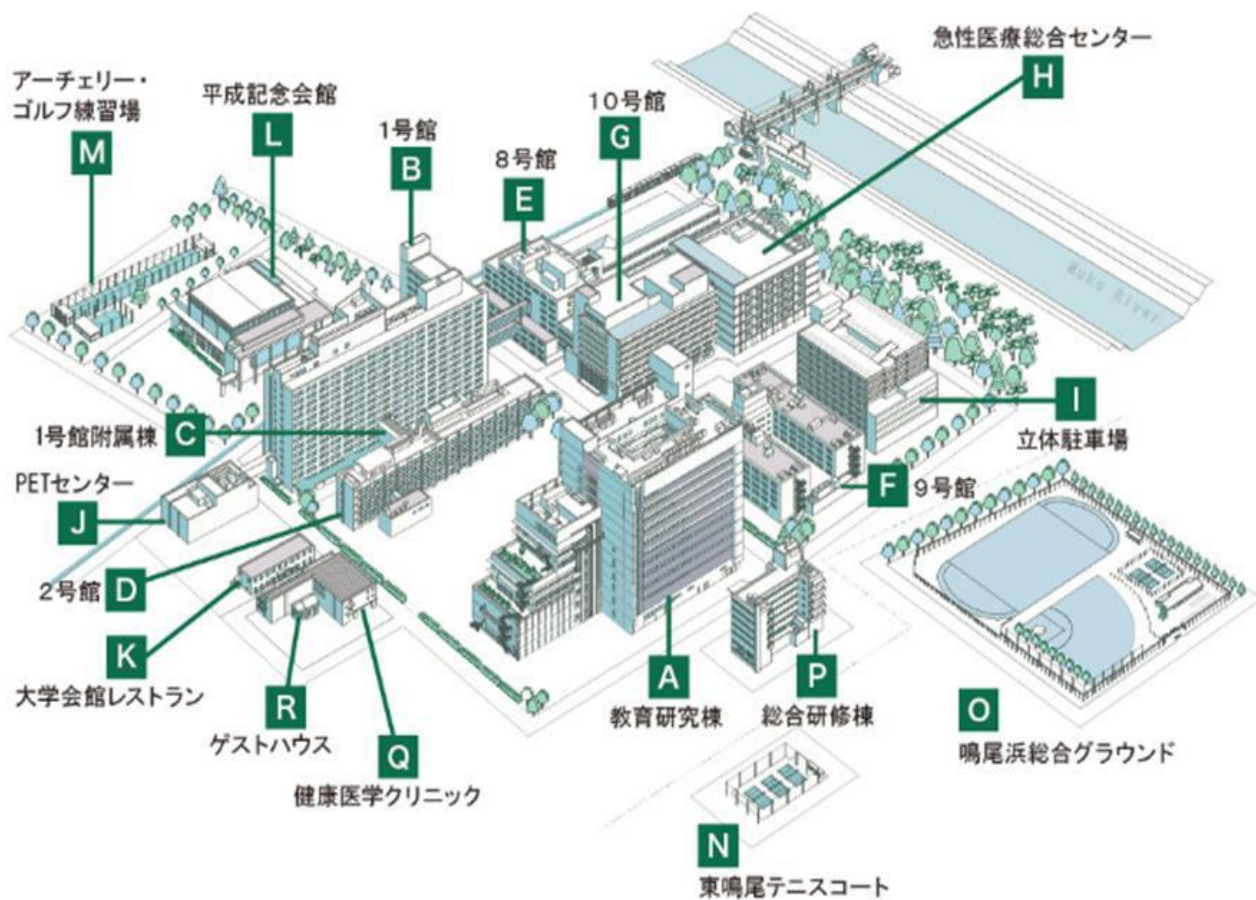 急性医療総合センター
H
アーチェリー・
ゴルフ練習場
M
平成記念会館
L
10号館
G
1号館
B
8号館
E
Muko River
I
立体駐車場
1号館附属棟
C
PETセンター
J
F
9号館
2号館
D
K
大学会館レストラン
R
ゲストハウス
Q
健康医学クリニック
A
教育研究棟
P
総合研修棟
O
鳴尾浜総合グラウンド
N
東鳴尾テニスコート